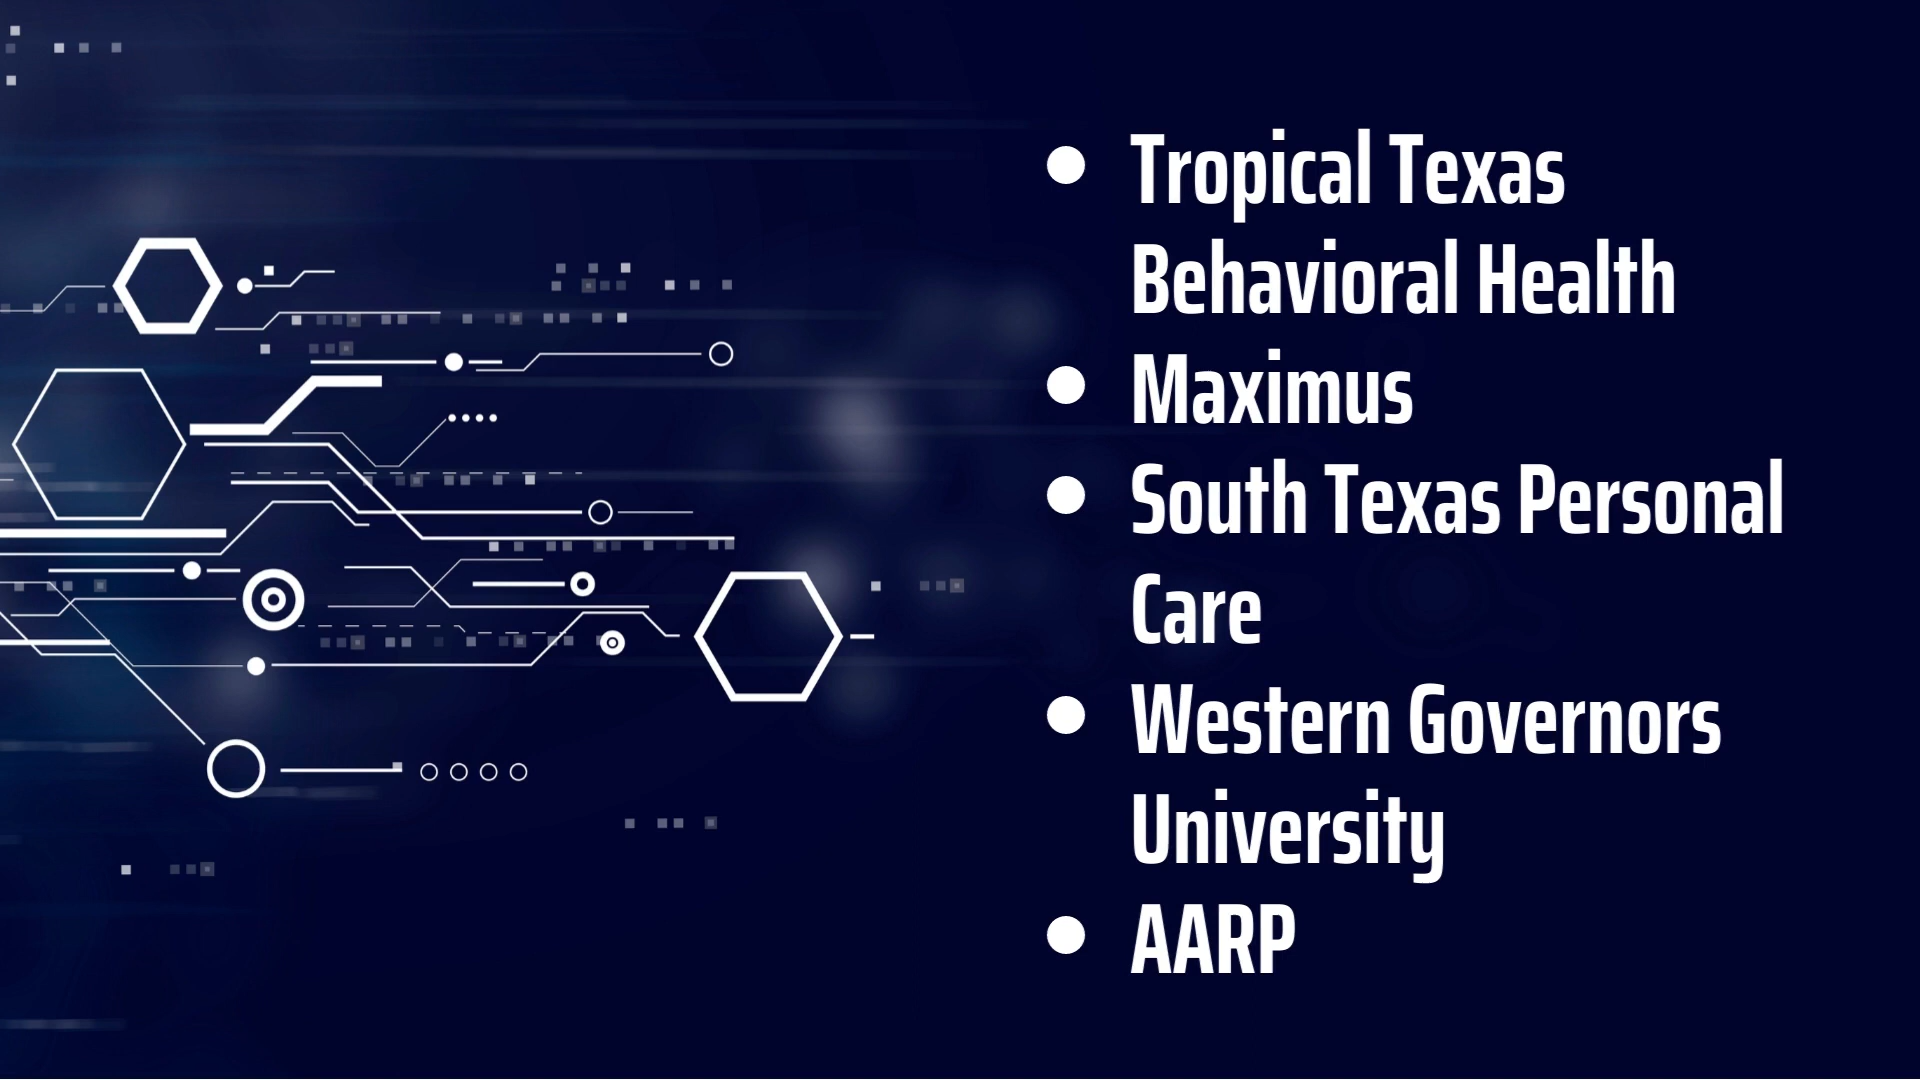 • Tropical Texas
Behavioral Health
• Maximus
• South Texas Personal
Care
• Western Governors
University
• AARP